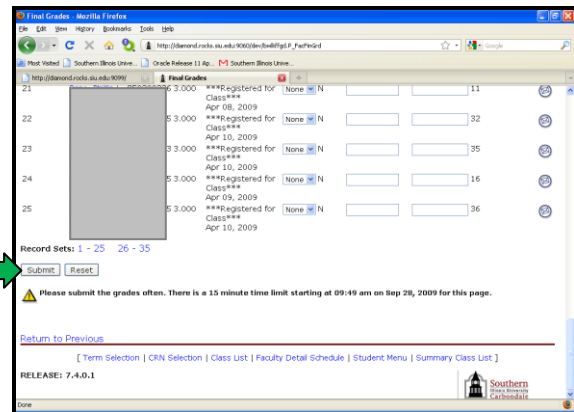 Final Grades - Mozilla Firefox
File Edit View History Bookmarks Tools Help
http://diamond.rocks.siu.edu:9060/dev/
Google
Most Visited Southern Illinois Unive... Oracle Release 11 Ap... Southern Illinois Unive...
http://diamond.rocks.siu.edu:9099/ Final Grades
21 6 3.000 ***Registered for Class*** None N 11
Apr 08, 2009
22 5 3.000 ***Registered for None N 32
Class***
Apr 10, 2009
23 3 3.000 ***Registered for None N 35
Class***
Apr 10, 2009
24 5 3.000 ***Registered for None N 16
Class***
Apr 09, 2009
25 3 3.000 ***Registered for None N 36
Class***
Apr 10, 2009
Record Sets: 1 - 25 26 - 35
Submit Reset
Please submit the grades often. There is a 15 minute time limit starting at 09:49 am on Sep 28, 2009 for this page.
Return to Previous
[ Term Selection | CRN Selection | Class List | Faculty Detail Schedule | Student Menu | Summary Class List ]
RELEASE: 7.4.0.1
Southern
Illinois University
Carbondale
Done